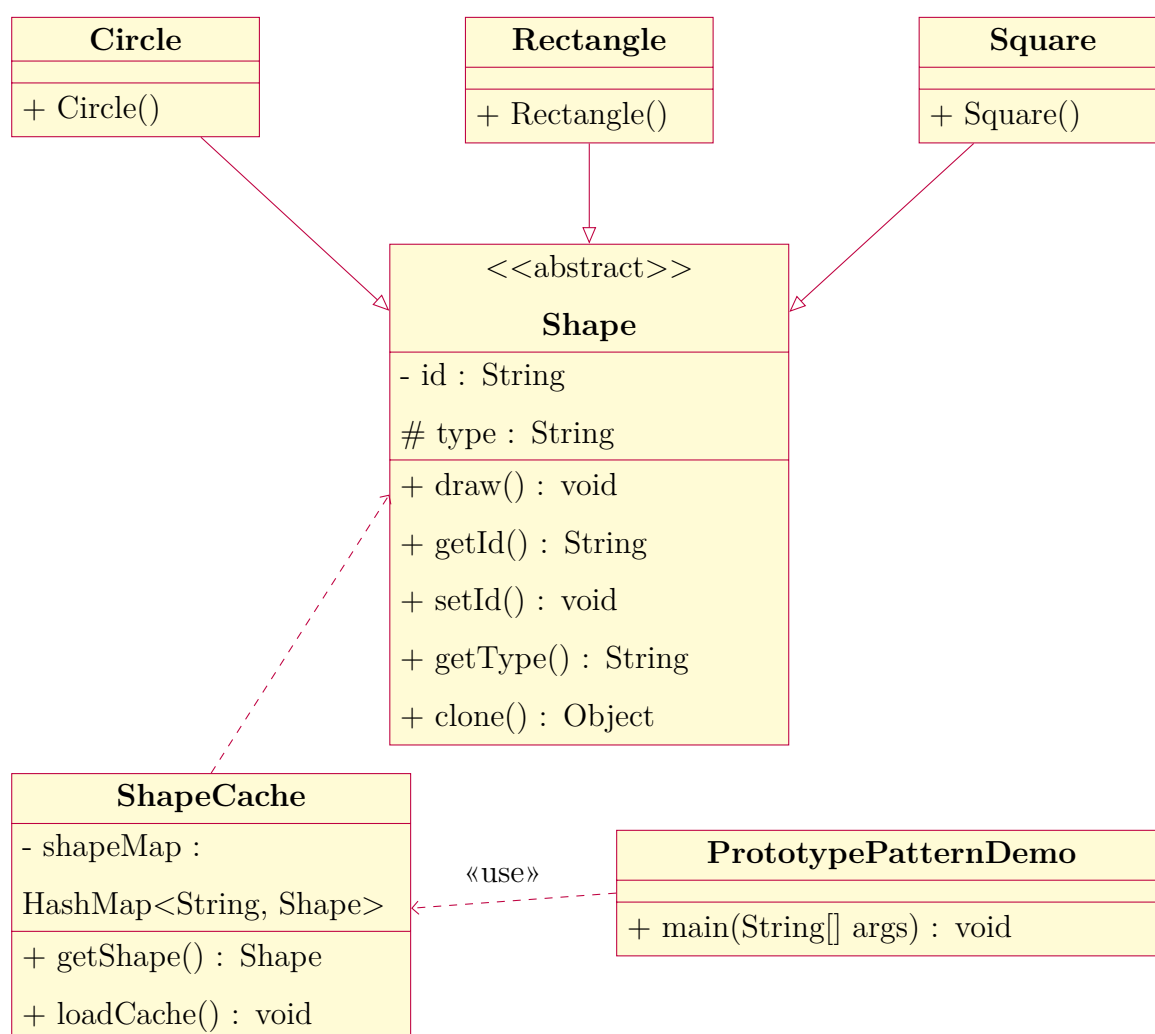 Circle
+ Circle()
Rectangle
+ Rectangle()
Square
+ Square()
<<abstract>>
Shape
- id : String
# type : String
+ draw() : void
+ getId() : String
+ setId() : void
+ getType() : String
+ clone() : Object
ShapeCache
- shapeMap :
HashMap<String, Shape>
+ getShape() : Shape
+ loadCache() : void
«use»
PrototypePatternDemo
+ main(String[] args) : void